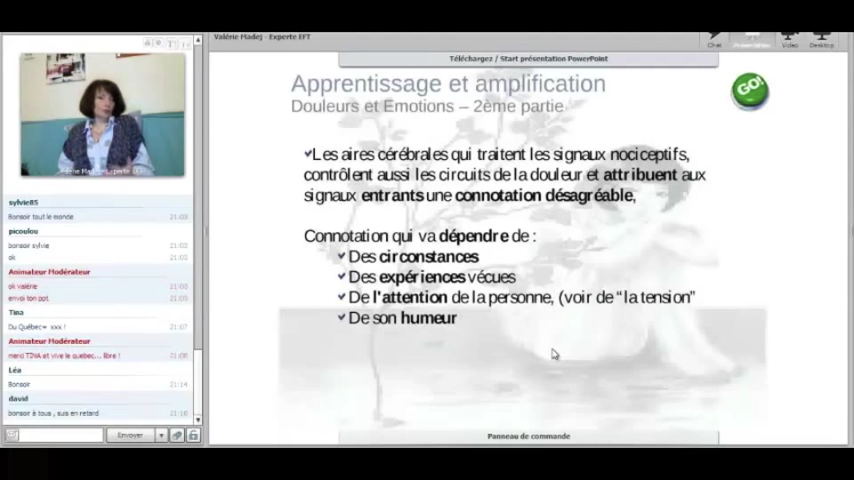 Valérie Madej - Experte EFT
Chat
Présentation
Video
Desktop
Téléchargez / Start présentation PowerPoint
Apprentissage et amplification
Douleurs et Emotions – 2ème partie
GO!
Les aires cérébrales qui traitent les signaux nociceptifs,
contrôlent aussi les circuits de la douleur et attribuent aux
signaux entrants une connotation désagréable,
Connotation qui va dépendre de :
Des circonstances
Des expériences vécues
De l'attention de la personne, (voir de “la tension”
De son humeur
Panneau de commande
sylvie85
Bonsoir tout le monde 21:03
picoulou
bonsoir sylvie 21:03
ok 21:03
Animateur Modérateur
ok valérie 21:03
envoi ton ppt 21:05
Tina
Du Québec= xxx ! 21:07
Animateur Modérateur
merci TINA et vive le quebec... libre ! 21:08
Léa
Bonsoir 21:14
david
bonsoir à tous , suis en retard 21:16
Envoyer